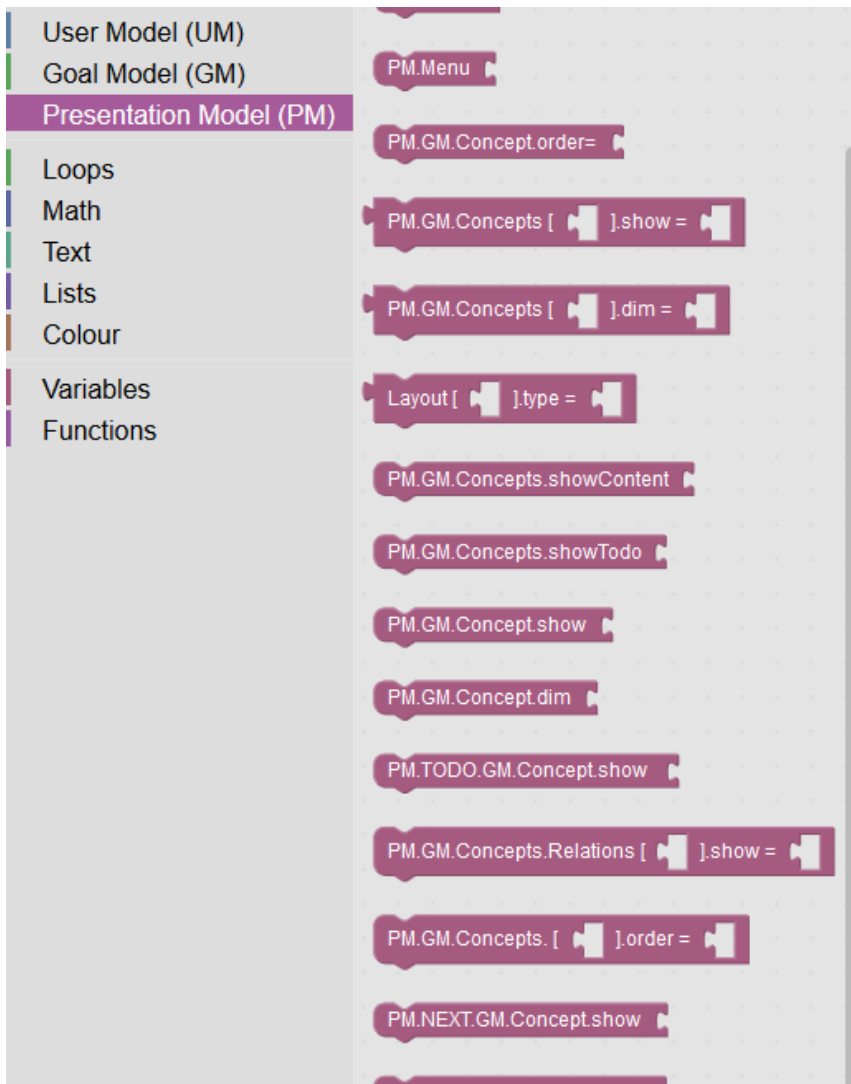 User Model (UM)
Goal Model (GM)
Presentation Model (PM)
Loops
Math
Text
Lists
Colour
Variables
Functions
PM.Menu
PM.GM.Concept.order=
PM.GM.Concepts [ ].show =
PM.GM.Concepts [ ].dim =
Layout [ ].type =
PM.GM.Concepts.showContent
PM.GM.Concepts.showTodo
PM.GM.Concept.show
PM.GM.Concept.dim
PM.TODO.GM.Concept.show
PM.GM.Concepts.Relations [ ].show =
PM.GM.Concepts. [ ].order =
PM.NEXT.GM.Concept.show